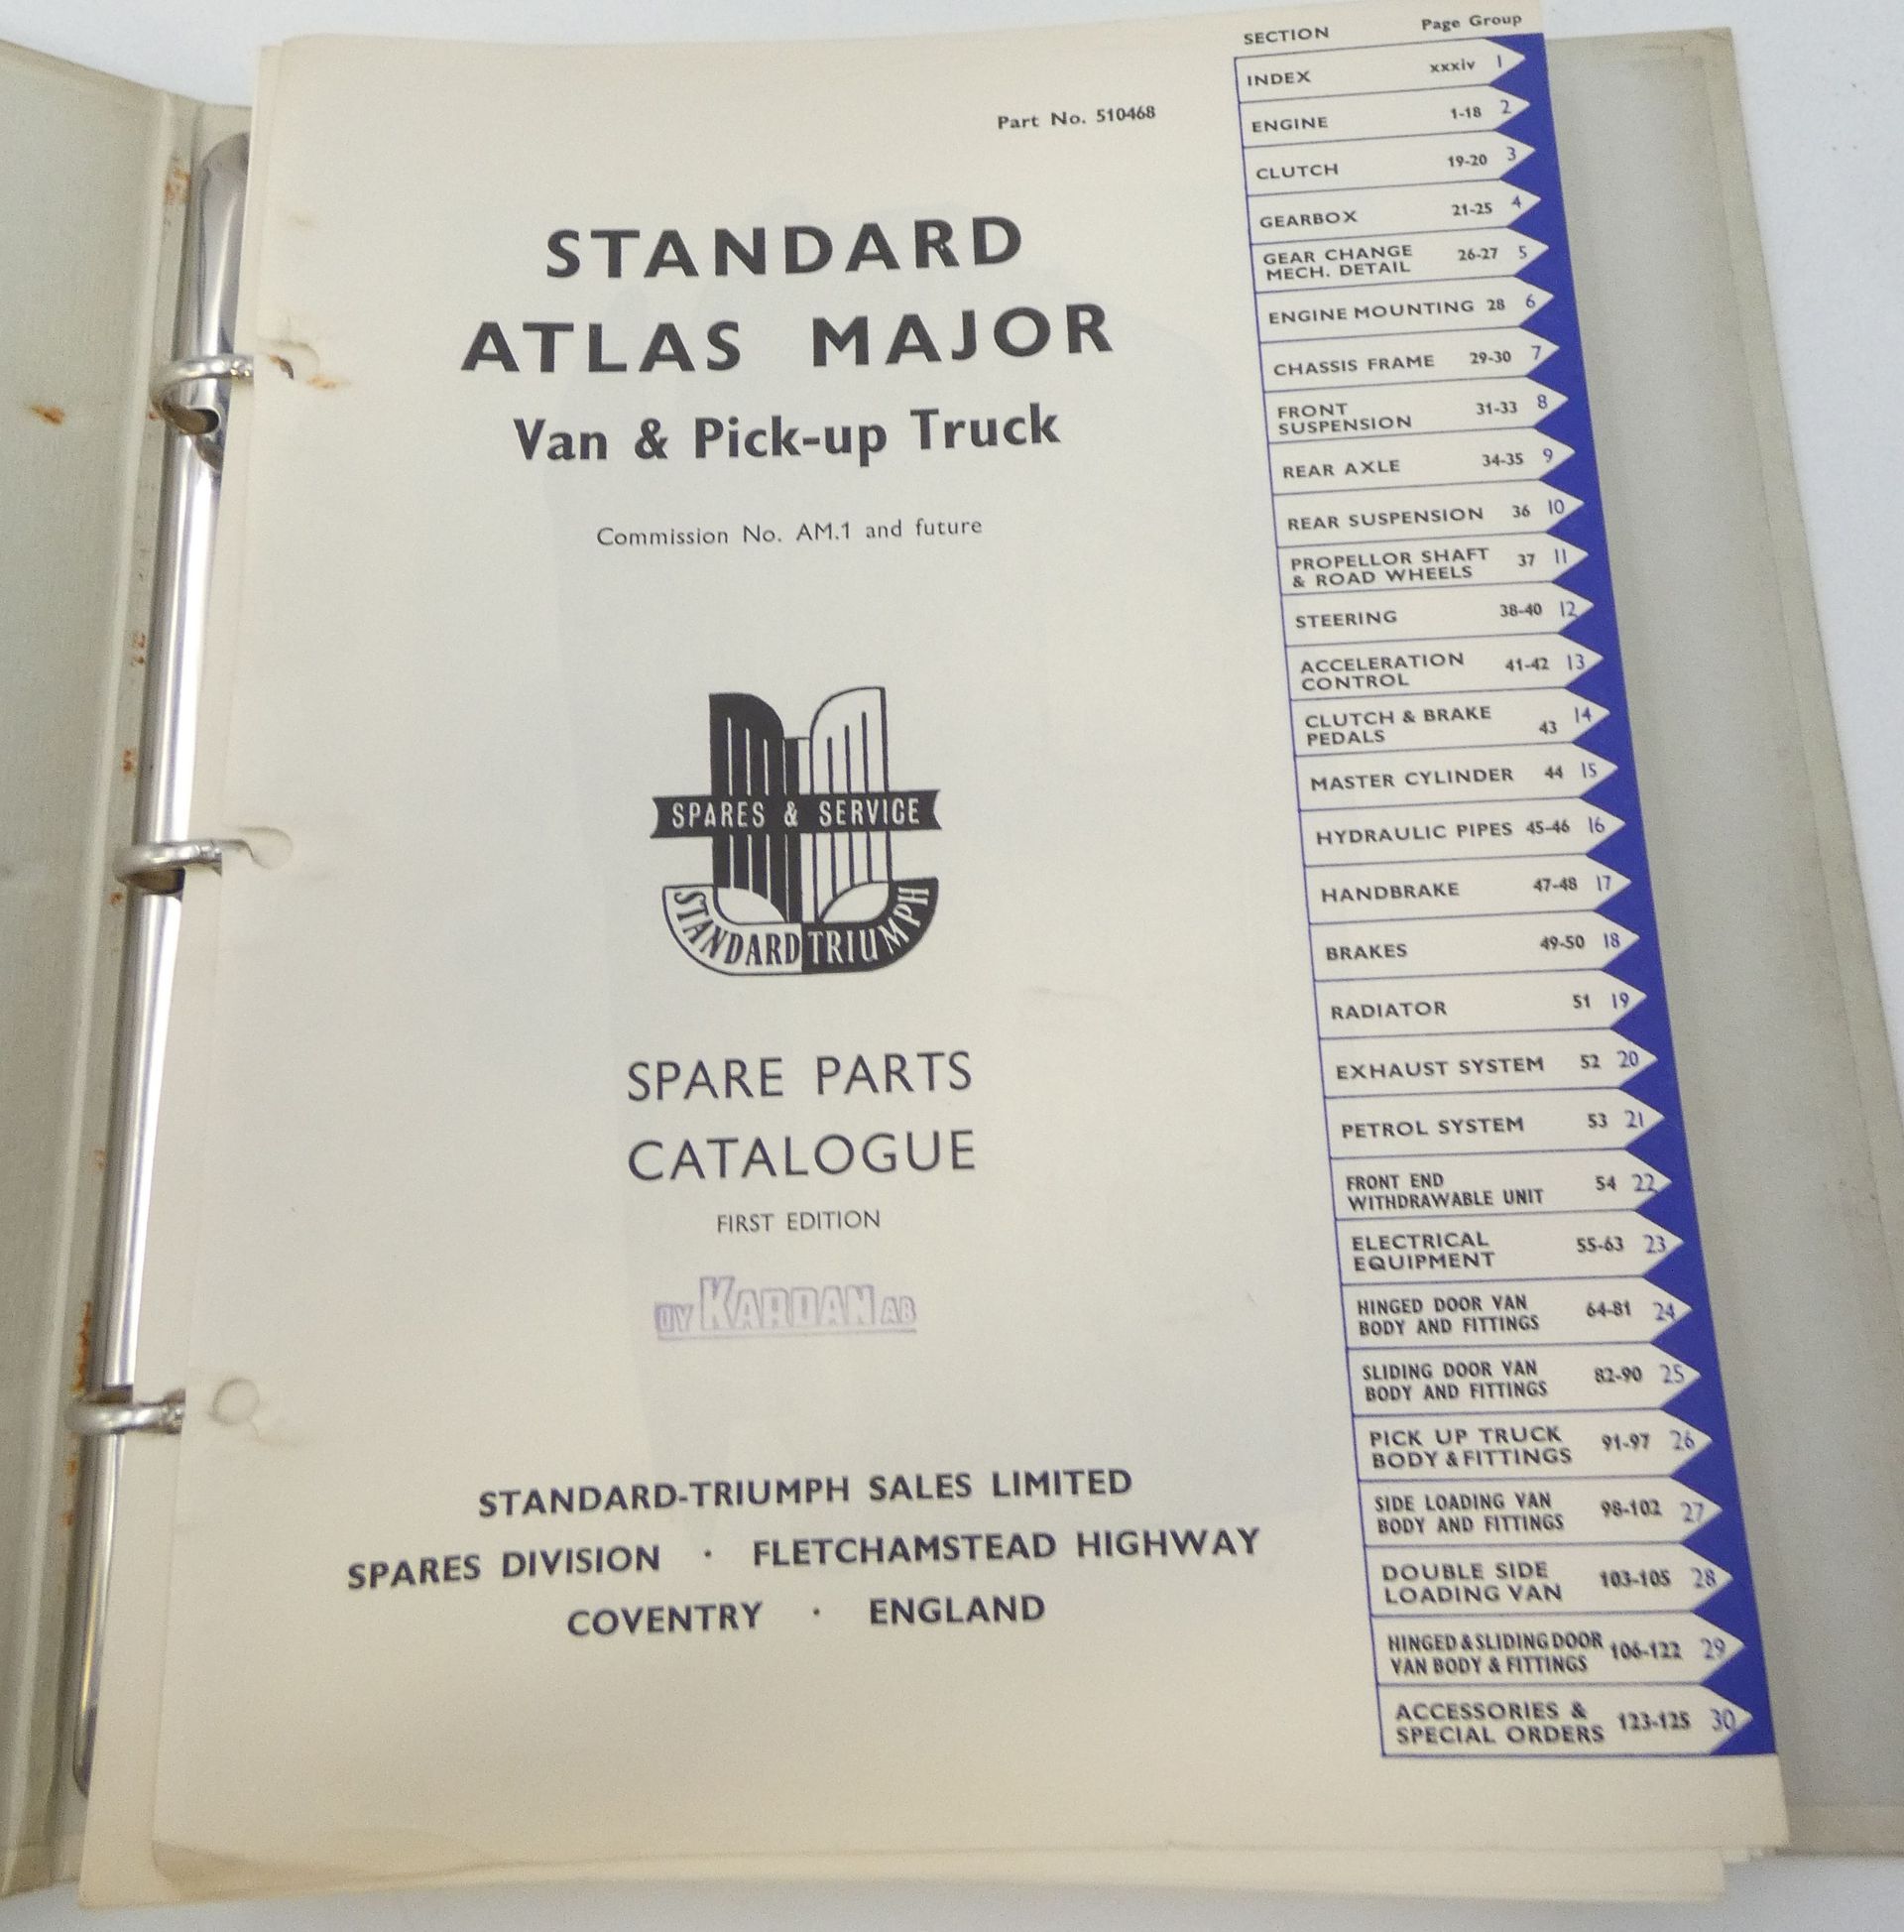 Part No. 510468
STANDARD
ATLAS MAJOR
Van & Pick-up Truck
Commission No. AM.1 and future
SPARES & SERVICE
STANDARD TRIUMPH
SPARE PARTS
CATALOGUE
FIRST EDITION
OY KARDAN AB
STANDARD-TRIUMPH SALES LIMITED
SPARES DIVISION · FLETCHAMSTEAD HIGHWAY
COVENTRY · ENGLAND
SECTION Page Group
INDEX xxxiv 1
ENGINE 1-18 2
CLUTCH 19-20 3
GEARBOX 21-25 4
GEAR CHANGE
MECH. DETAIL 26-27 5
ENGINE MOUNTING 28 6
CHASSIS FRAME 29-30 7
FRONT
SUSPENSION 31-33 8
REAR AXLE 34-35 9
REAR SUSPENSION 36 10
PROPELLOR SHAFT
& ROAD WHEELS 37 11
STEERING 38-40 12
ACCELERATION
CONTROL 41-42 13
CLUTCH & BRAKE
PEDALS 43 14
MASTER CYLINDER 44 15
HYDRAULIC PIPES 45-46 16
HANDBRAKE 47-48 17
BRAKES 49-50 18
RADIATOR 51 19
EXHAUST SYSTEM 52 20
PETROL SYSTEM 53 21
FRONT END
WITHDRAWABLE UNIT 54 22
ELECTRICAL
EQUIPMENT 55-63 23
HINGED DOOR VAN
BODY AND FITTINGS 64-81 24
SLIDING DOOR VAN
BODY AND FITTINGS 82-90 25
PICK UP TRUCK
BODY & FITTINGS 91-97 26
SIDE LOADING VAN
BODY AND FITTINGS 98-102 27
DOUBLE SIDE
LOADING VAN 103-105 28
HINGED & SLIDING DOOR
VAN BODY & FITTINGS 106-122 29
ACCESSORIES &
SPECIAL ORDERS 123-125 30